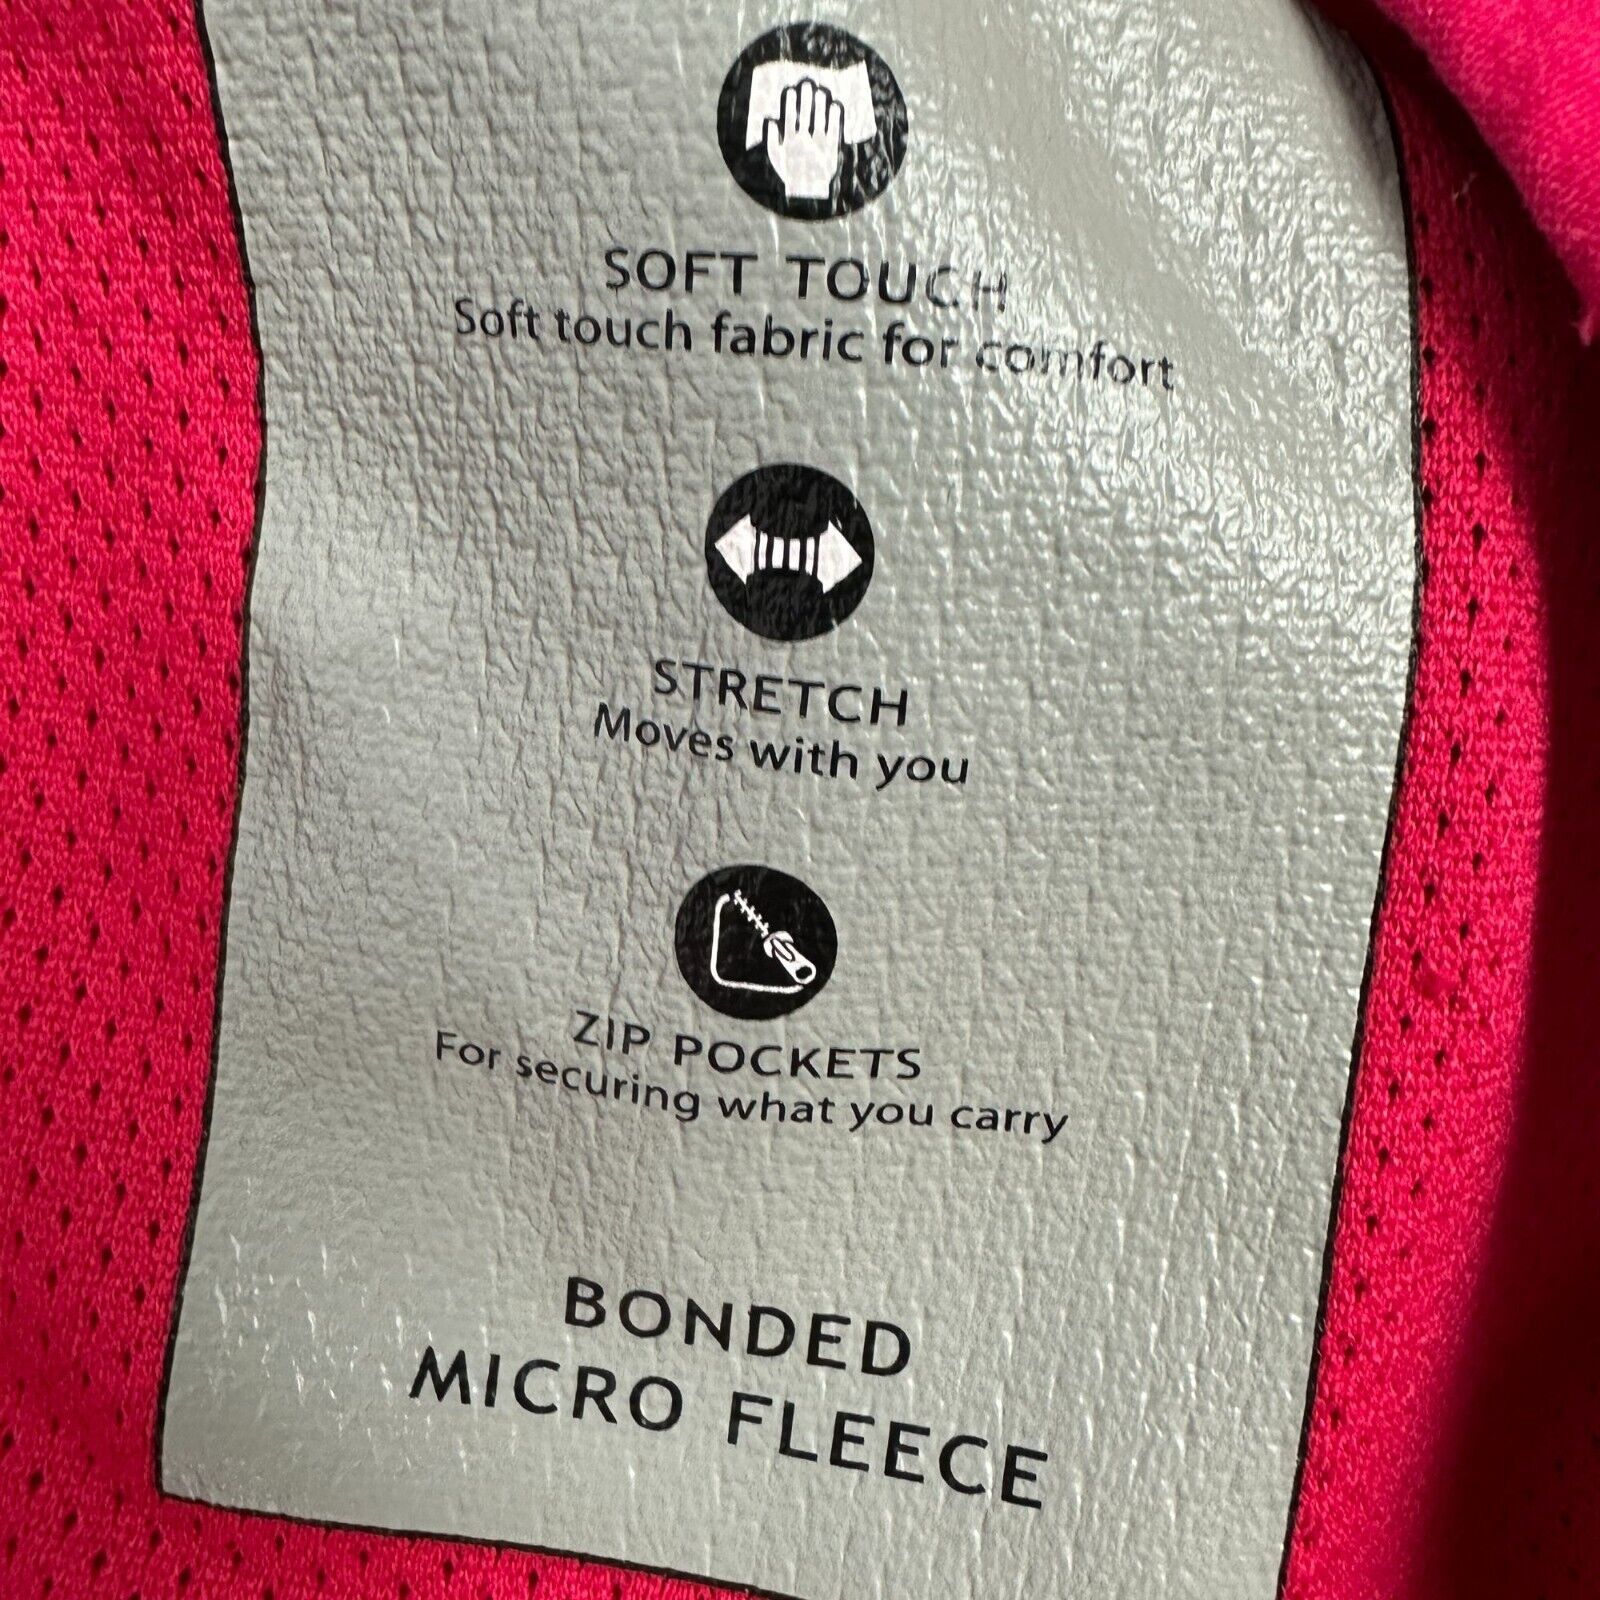 SOFT TOUCH
Soft touch fabric for comfort
STRETCH
Moves with you
ZIP POCKETS
For securing what you carry
BONDED
MICRO FLEECE